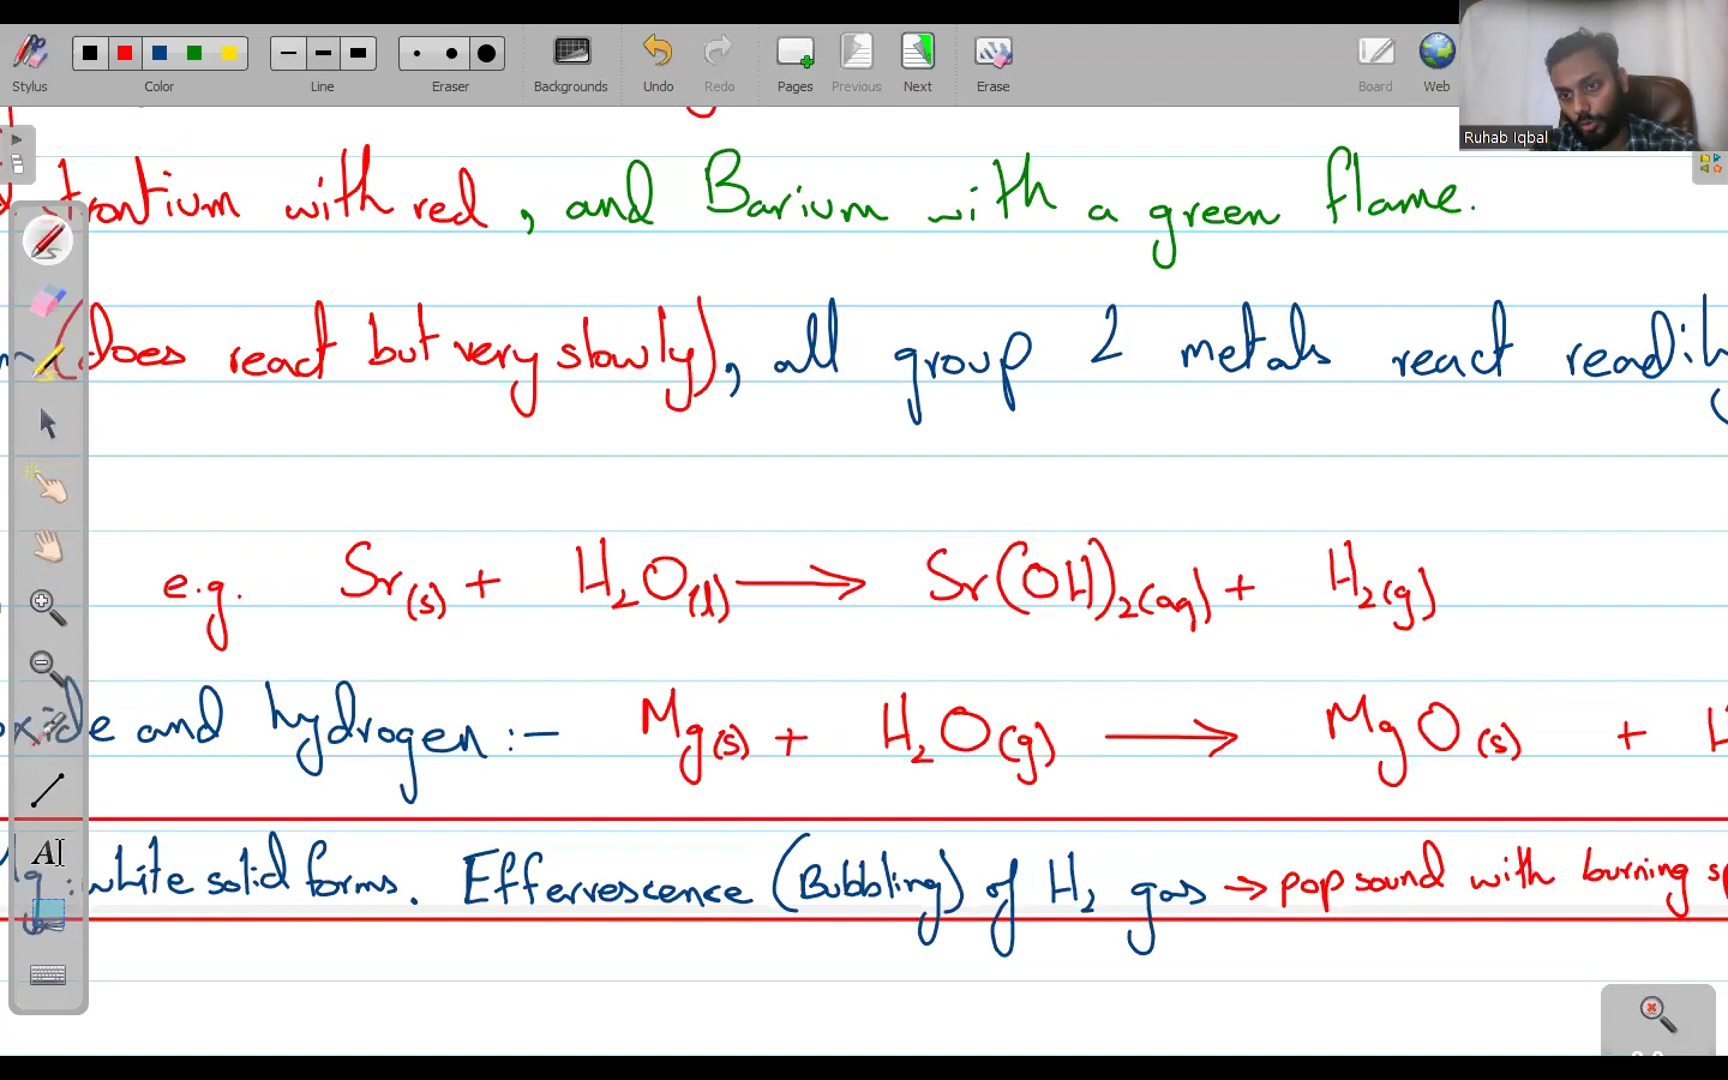 Stylus Color Line Eraser Backgrounds Undo Redo Pages Previous Next Erase Board Web
Ruhab Iqbal
trontium with red, and Barium with a green flame.
(does react but very slowly), all group 2 metals react readil
e.g. Sr(s) + H₂O(l) ⟶ Sr(OH)₂(aq) + H₂(g)
oxide and hydrogen :- Mg(s) + H₂O(g) ⟶ MgO(s) + H
white solid forms. Effervescence (Bubbling) of H₂ gas → pop sound with burning sp